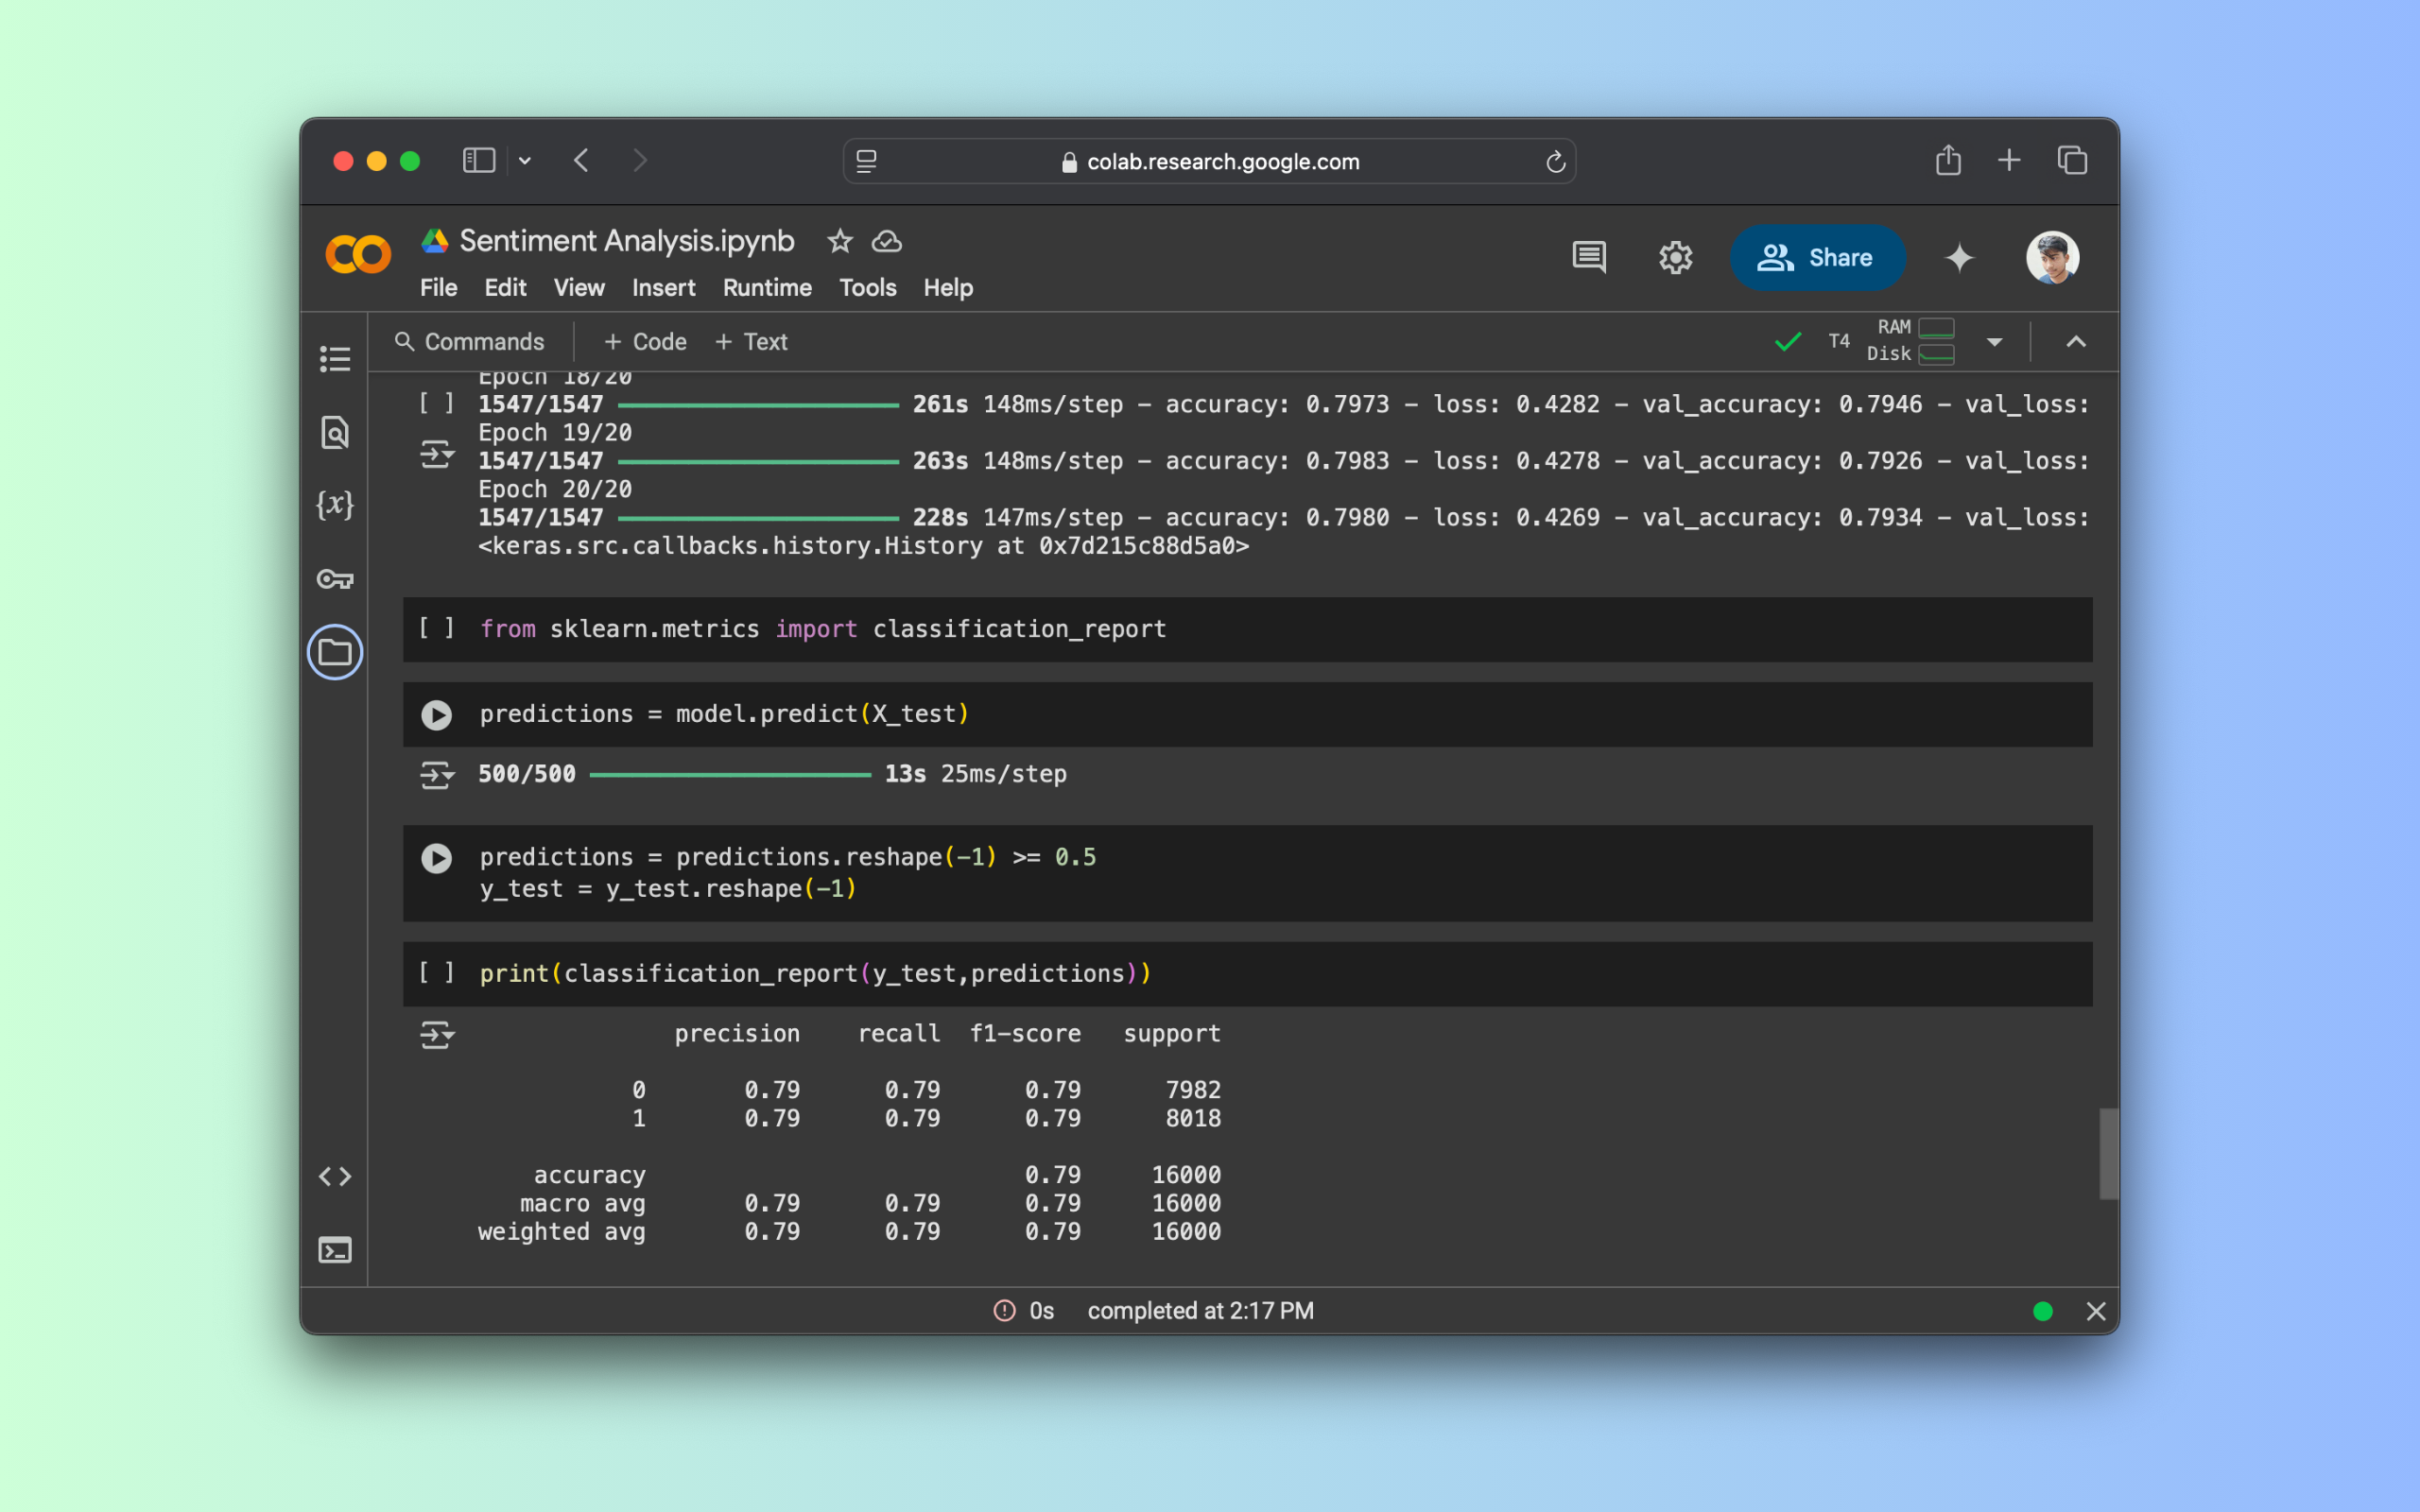 colab.research.google.com
Sentiment Analysis.ipynb
File Edit View Insert Runtime Tools Help
Share
Commands + Code + Text
T4 RAM
Disk
Epoch 18/20
[ ] 1547/1547 261s 148ms/step - accuracy: 0.7973 - loss: 0.4282 - val_accuracy: 0.7946 - val_loss:
Epoch 19/20
1547/1547 263s 148ms/step - accuracy: 0.7983 - loss: 0.4278 - val_accuracy: 0.7926 - val_loss:
Epoch 20/20
1547/1547 228s 147ms/step - accuracy: 0.7980 - loss: 0.4269 - val_accuracy: 0.7934 - val_loss:
<keras.src.callbacks.history.History at 0x7d215c88d5a0>
{x}
[ ] from sklearn.metrics import classification_report
predictions = model.predict(X_test)
500/500 13s 25ms/step
predictions = predictions.reshape(-1) >= 0.5
y_test = y_test.reshape(-1)
[ ] print(classification_report(y_test,predictions))
precision recall f1-score support
0 0.79 0.79 0.79 7982
1 0.79 0.79 0.79 8018
accuracy 0.79 16000
macro avg 0.79 0.79 0.79 16000
weighted avg 0.79 0.79 0.79 16000
0s completed at 2:17 PM